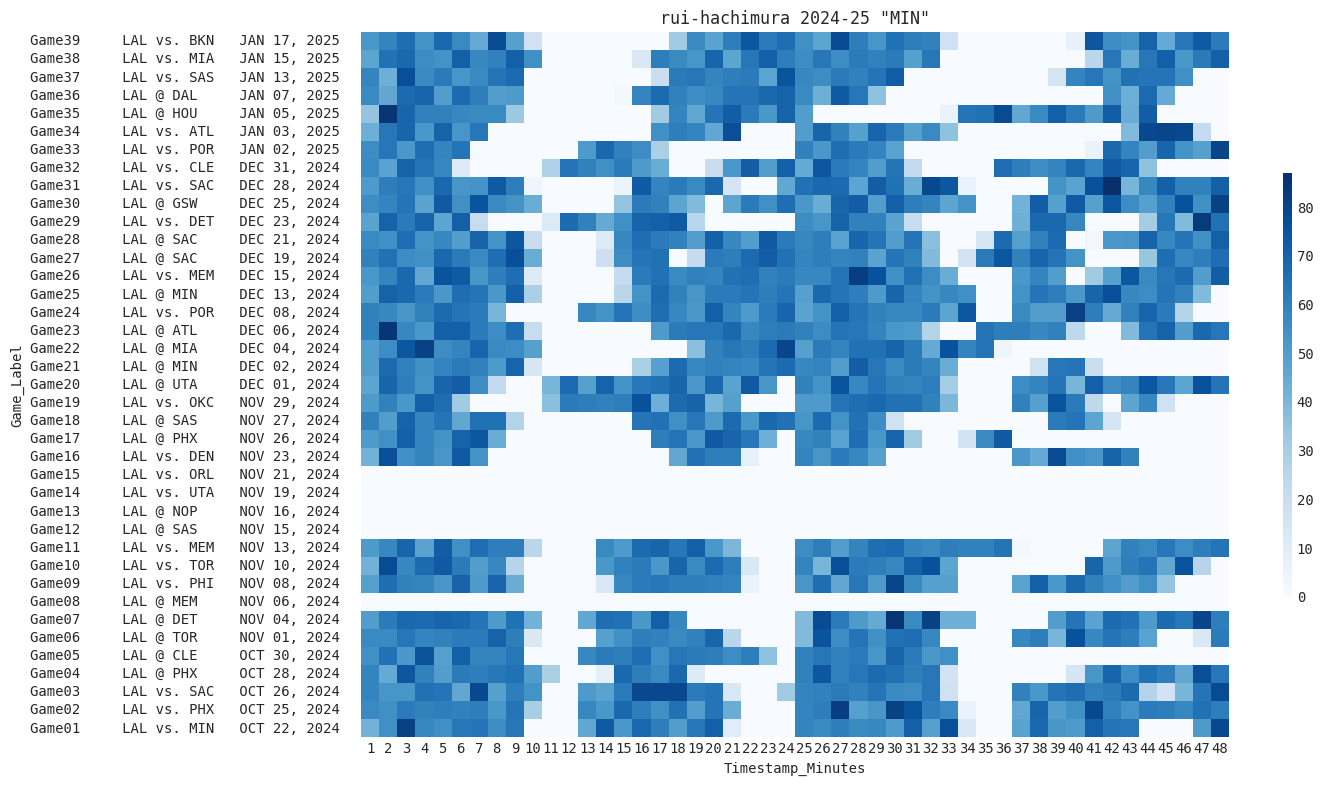 rui-hachimura 2024-25 "MIN"
Game39 LAL vs. BKN JAN 17, 2025
Game38 LAL vs. MIA JAN 15, 2025
Game37 LAL vs. SAS JAN 13, 2025
Game36 LAL @ DAL JAN 07, 2025
Game35 LAL @ HOU JAN 05, 2025
Game34 LAL vs. ATL JAN 03, 2025
Game33 LAL vs. POR JAN 02, 2025
Game32 LAL vs. CLE DEC 31, 2024
Game31 LAL vs. SAC DEC 28, 2024
Game30 LAL @ GSW DEC 25, 2024
Game29 LAL vs. DET DEC 23, 2024
Game28 LAL @ SAC DEC 21, 2024
Game27 LAL @ SAC DEC 19, 2024
Game26 LAL vs. MEM DEC 15, 2024
Game25 LAL @ MIN DEC 13, 2024
Game24 LAL vs. POR DEC 08, 2024
Game23 LAL @ ATL DEC 06, 2024
Game22 LAL @ MIA DEC 04, 2024
Game21 LAL @ MIN DEC 02, 2024
Game20 LAL @ UTA DEC 01, 2024
Game19 LAL vs. OKC NOV 29, 2024
Game18 LAL @ SAS NOV 27, 2024
Game17 LAL @ PHX NOV 26, 2024
Game16 LAL vs. DEN NOV 23, 2024
Game15 LAL vs. ORL NOV 21, 2024
Game14 LAL vs. UTA NOV 19, 2024
Game13 LAL @ NOP NOV 16, 2024
Game12 LAL @ SAS NOV 15, 2024
Game11 LAL vs. MEM NOV 13, 2024
Game10 LAL vs. TOR NOV 10, 2024
Game09 LAL vs. PHI NOV 08, 2024
Game08 LAL @ MEM NOV 06, 2024
Game07 LAL @ DET NOV 04, 2024
Game06 LAL @ TOR NOV 01, 2024
Game05 LAL @ CLE OCT 30, 2024
Game04 LAL @ PHX OCT 28, 2024
Game03 LAL vs. SAC OCT 26, 2024
Game02 LAL vs. PHX OCT 25, 2024
Game01 LAL vs. MIN OCT 22, 2024
Game_Label
1 2 3 4 5 6 7 8 9 10 11 12 13 14 15 16 17 18 19 20 21 22 23 24 25 26 27 28 29 30 31 32 33 34 35 36 37 38 39 40 41 42 43 44 45 46 47 48
Timestamp_Minutes
80
70
60
50
40
30
20
10
0